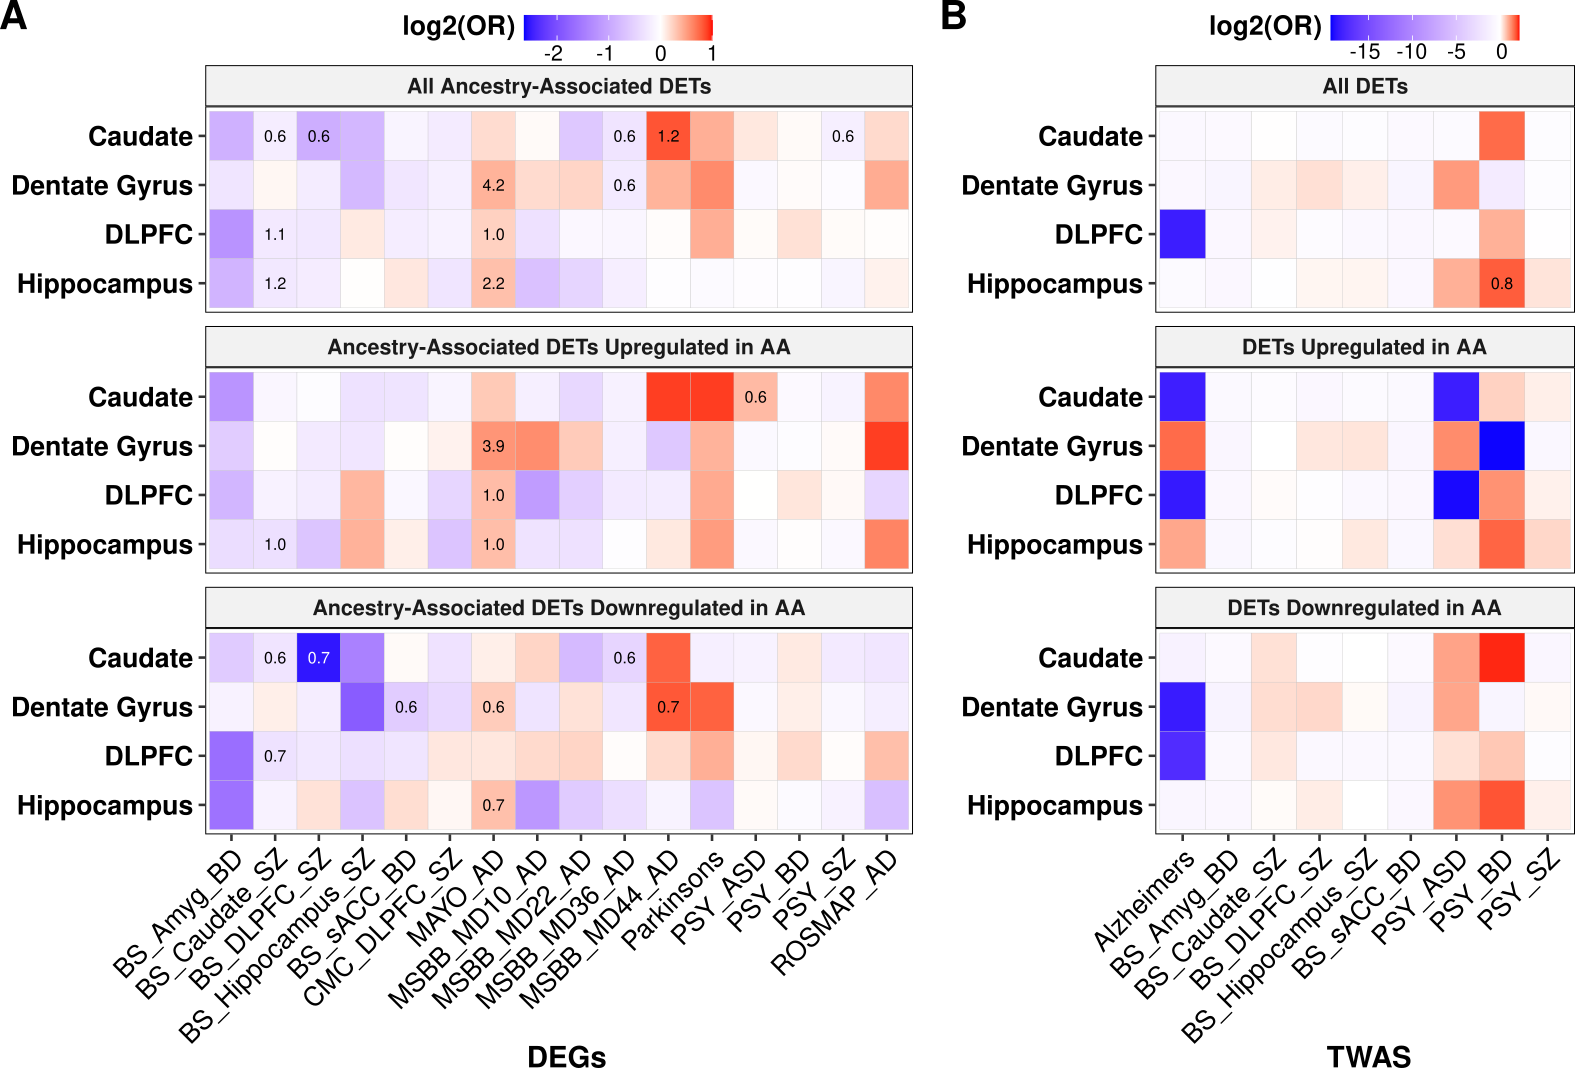 A
log2(OR)
-2 -1 0 1
All Ancestry-Associated DETs
Caudate 0.6 0.6 0.6 1.2 0.6
Dentate Gyrus 4.2 0.6
DLPFC 1.1 1.0
Hippocampus 1.2 2.2
Ancestry-Associated DETs Upregulated in AA
Caudate 0.6
Dentate Gyrus 3.9
DLPFC 1.0
Hippocampus 1.0 1.0
Ancestry-Associated DETs Downregulated in AA
Caudate 0.6 0.7 0.6
Dentate Gyrus 0.6 0.6 0.7
DLPFC 0.7
Hippocampus 0.7
BS_Amyg_BD
BS_Caudate_SZ
BS_DLPFC_SZ
BS_Hippocampus_SZ
BS_sACC_BD
CMC_DLPFC_SZ
MAYO_AD
MSBB_MD10_AD
MSBB_MD22_AD
MSBB_MD36_AD
MSBB_MD44_AD
Parkinsons
PSY_ASD
PSY_BD
PSY_SZ
ROSMAP_AD
DEGs
B
log2(OR)
-15 -10 -5 0
All DETs
Caudate
Dentate Gyrus
DLPFC
Hippocampus 0.8
DETs Upregulated in AA
Caudate
Dentate Gyrus
DLPFC
Hippocampus
DETs Downregulated in AA
Caudate
Dentate Gyrus
DLPFC
Hippocampus
Alzheimers
BS_Amyg_BD
BS_Caudate_SZ
BS_DLPFC_SZ
BS_Hippocampus_SZ
BS_sACC_BD
PSY_ASD
PSY_BD
PSY_SZ
TWAS